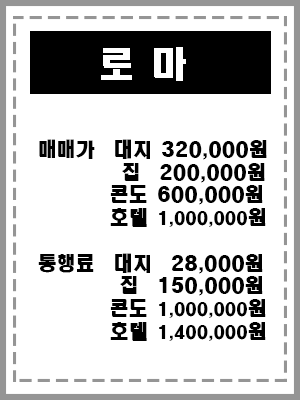 로마
매매가 대지 320,000원
집 200,000원
콘도 600,000원
호텔 1,000,000원
통행료 대지 28,000원
집 150,000원
콘도 1,000,000원
호텔 1,400,000원